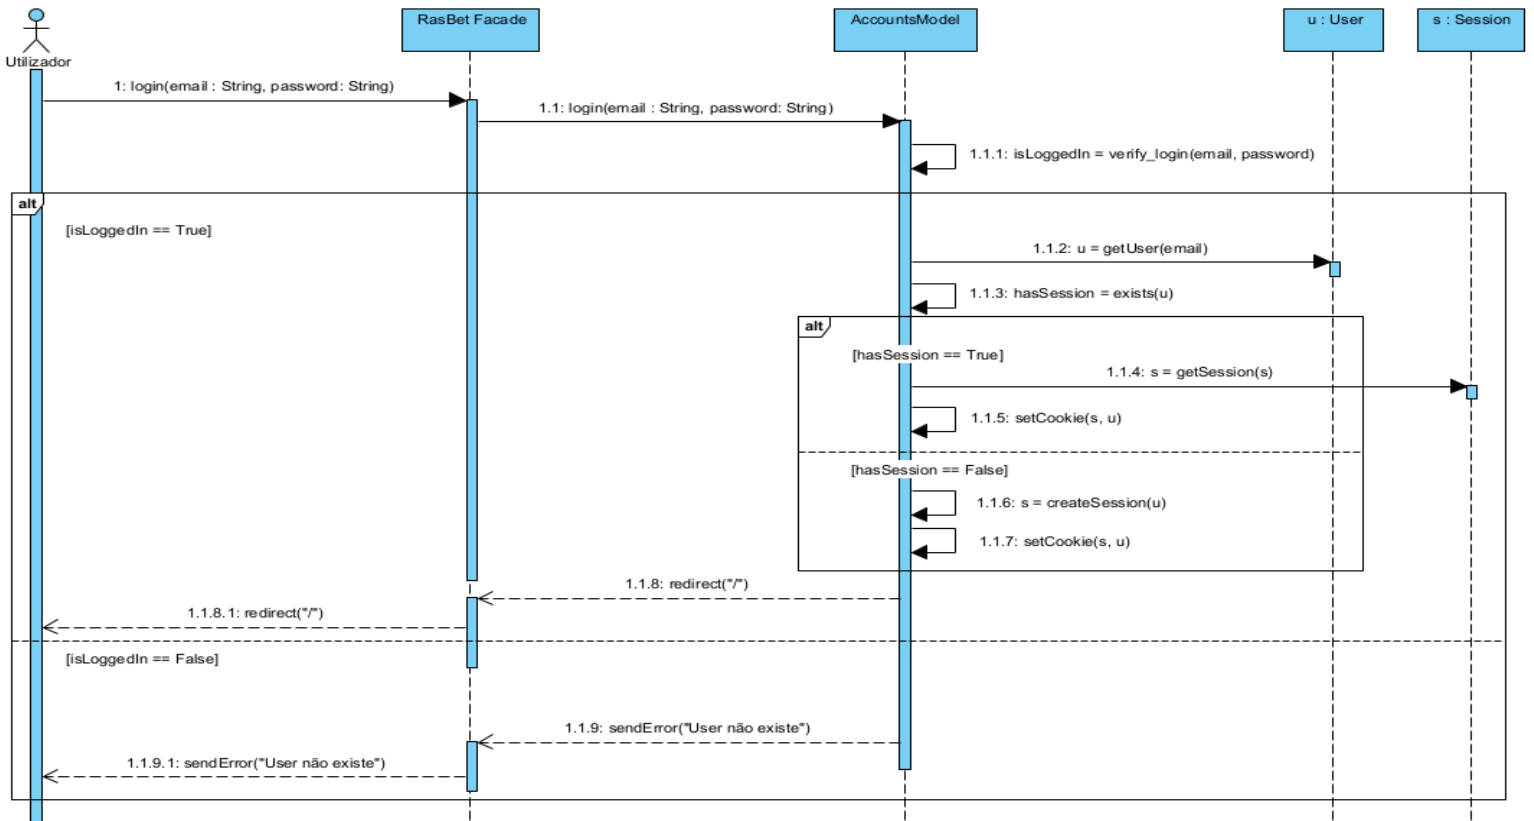 Utilizador
RasBet Facade
AccountsModel
u : User
s : Session
1: login(email : String, password: String)
1.1: login(email : String, password: String)
1.1.1: isLoggedIn = verify_login(email, password)
alt
[isLoggedIn == True]
1.1.2: u = getUser(email)
1.1.3: hasSession = exists(u)
alt
[hasSession == True]
1.1.4: s = getSession(s)
1.1.5: setCookie(s, u)
[hasSession == False]
1.1.6: s = createSession(u)
1.1.7: setCookie(s, u)
1.1.8: redirect("/")
1.1.8.1: redirect("/")
[isLoggedIn == False]
1.1.9: sendError("User não existe")
1.1.9.1: sendError("User não existe")